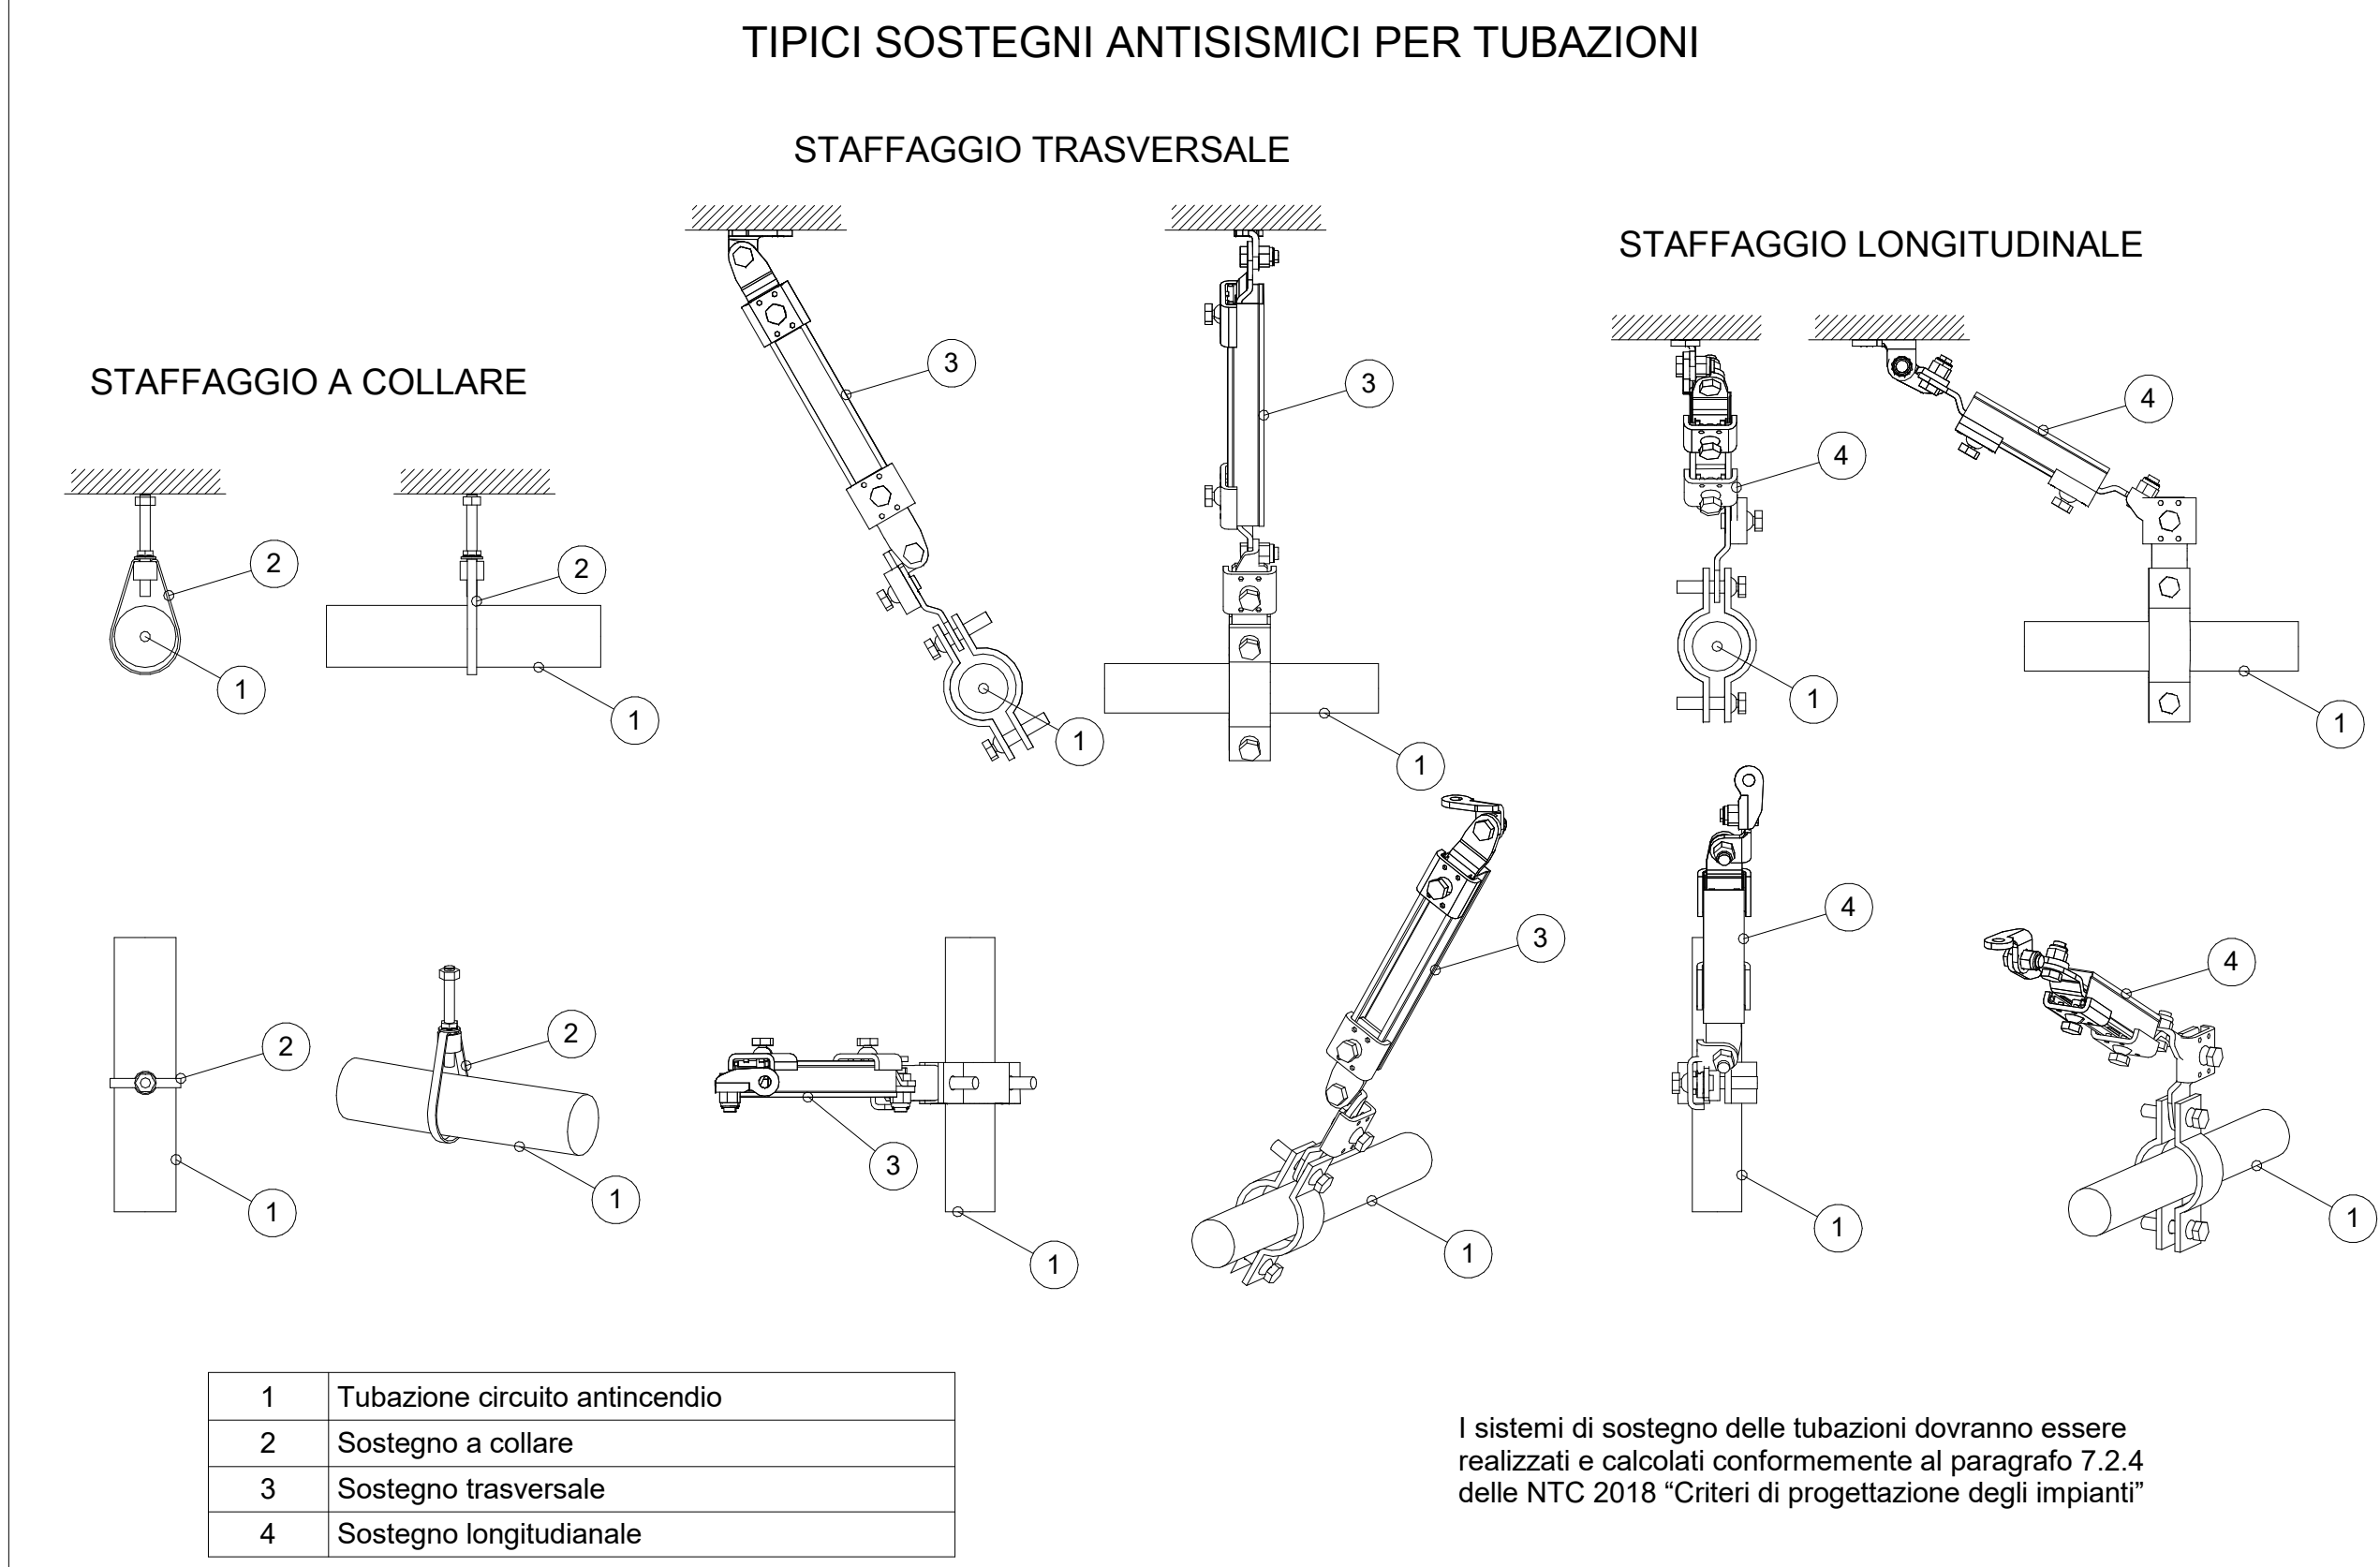 TIPICI SOSTEGNI ANTISISMICI PER TUBAZIONI
STAFFAGGIO TRASVERSALE
STAFFAGGIO LONGITUDINALE
STAFFAGGIO A COLLARE
3
3
4
4
2
2
1
1
1
1
1
1
3
4
4
2
2
3
1
1
1
1
1
1
1 Tubazione circuito antincendio
2 Sostegno a collare
3 Sostegno trasversale
4 Sostegno longitudianale
I sistemi di sostegno delle tubazioni dovranno essere
realizzati e calcolati conformemente al paragrafo 7.2.4
delle NTC 2018 “Criteri di progettazione degli impianti”